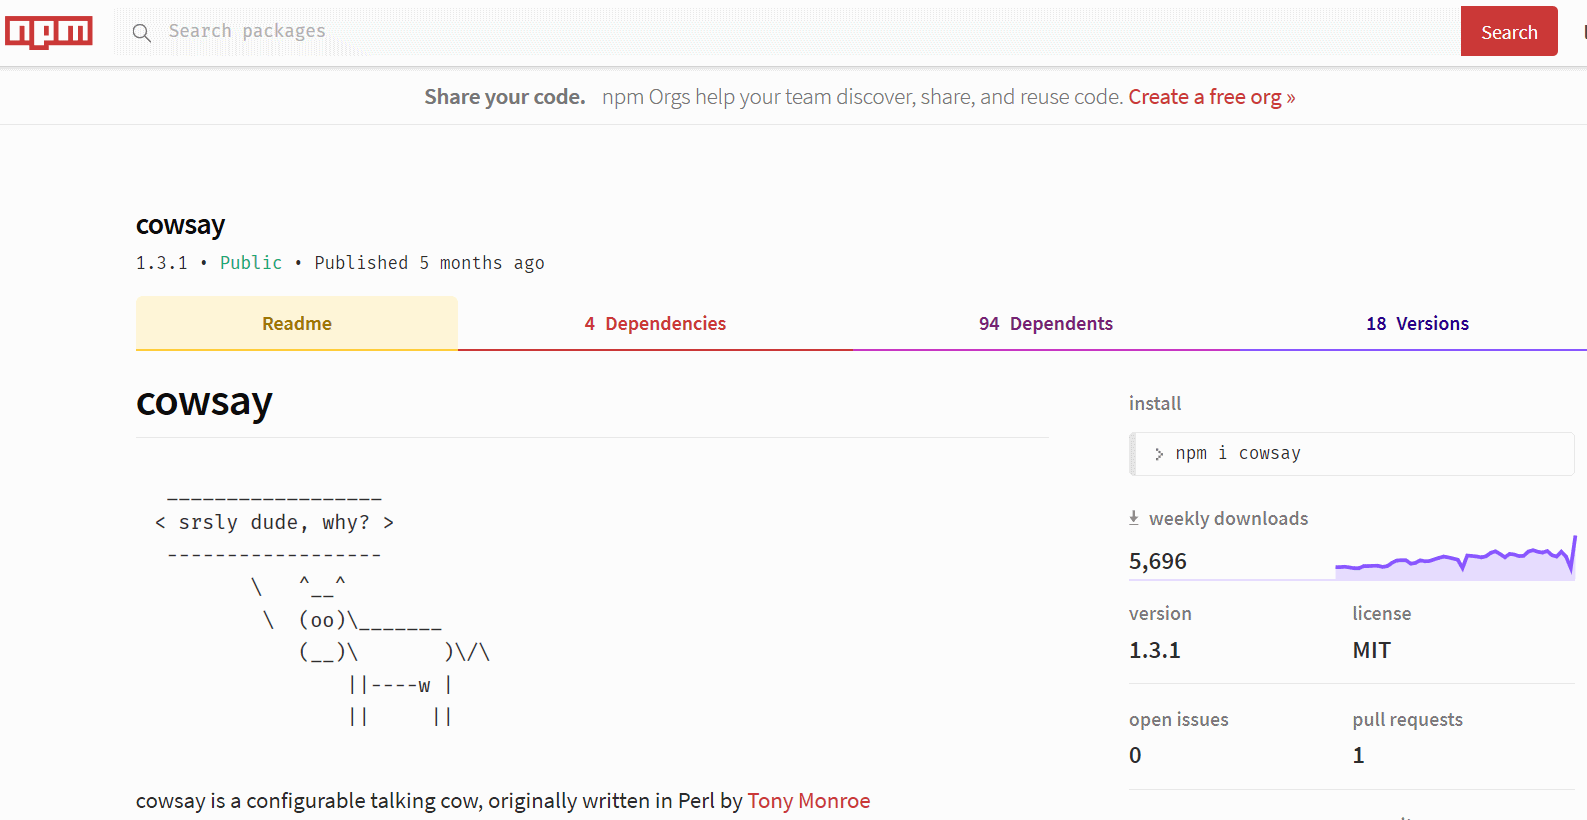 npm
Search packages
Search
Share your code. npm Orgs help your team discover, share, and reuse code. Create a free org »
cowsay
1.3.1 • Public • Published 5 months ago
Readme
4 Dependencies
94 Dependents
18 Versions
cowsay
 __________________
< srsly dude, why? >
 ------------------
        \   ^__^
         \  (oo)\_______
            (__)\       )\/\
                ||----w |
                ||     ||
cowsay is a configurable talking cow, originally written in Perl by Tony Monroe
install
> npm i cowsay
weekly downloads
5,696
version
license
1.3.1
MIT
open issues
pull requests
0
1